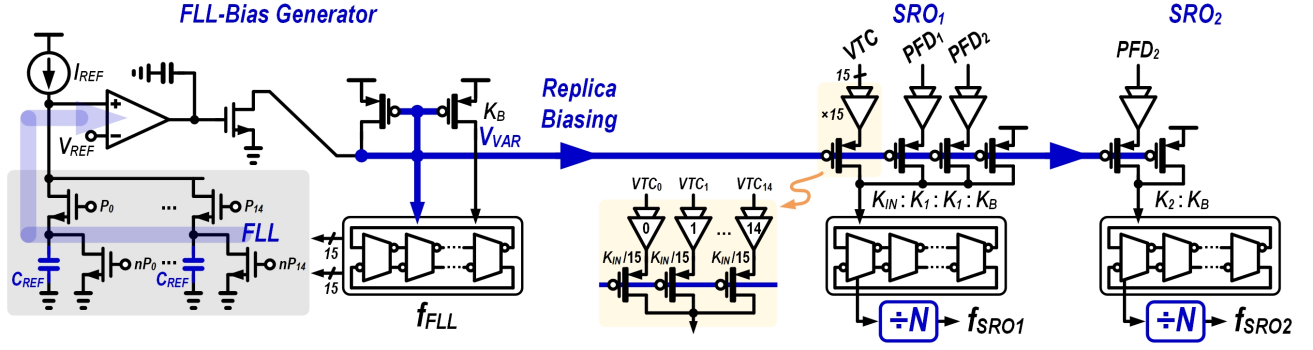 FLL-Bias Generator
SRO1
SRO2
IREF
VREF
+
−
P0
...
P14
FLL
nP0
nP14
CREF
CREF
15
15
KB
VVAR
Replica
Biasing
fFLL
VTC
PFD1
PFD2
15
×15
KIN : K1 : K1 : KB
VTC0
VTC1
VTC14
0
1
...
14
KIN/15
KIN/15
KIN/15
÷N
fSRO1
PFD2
K2 : KB
÷N
fSRO2